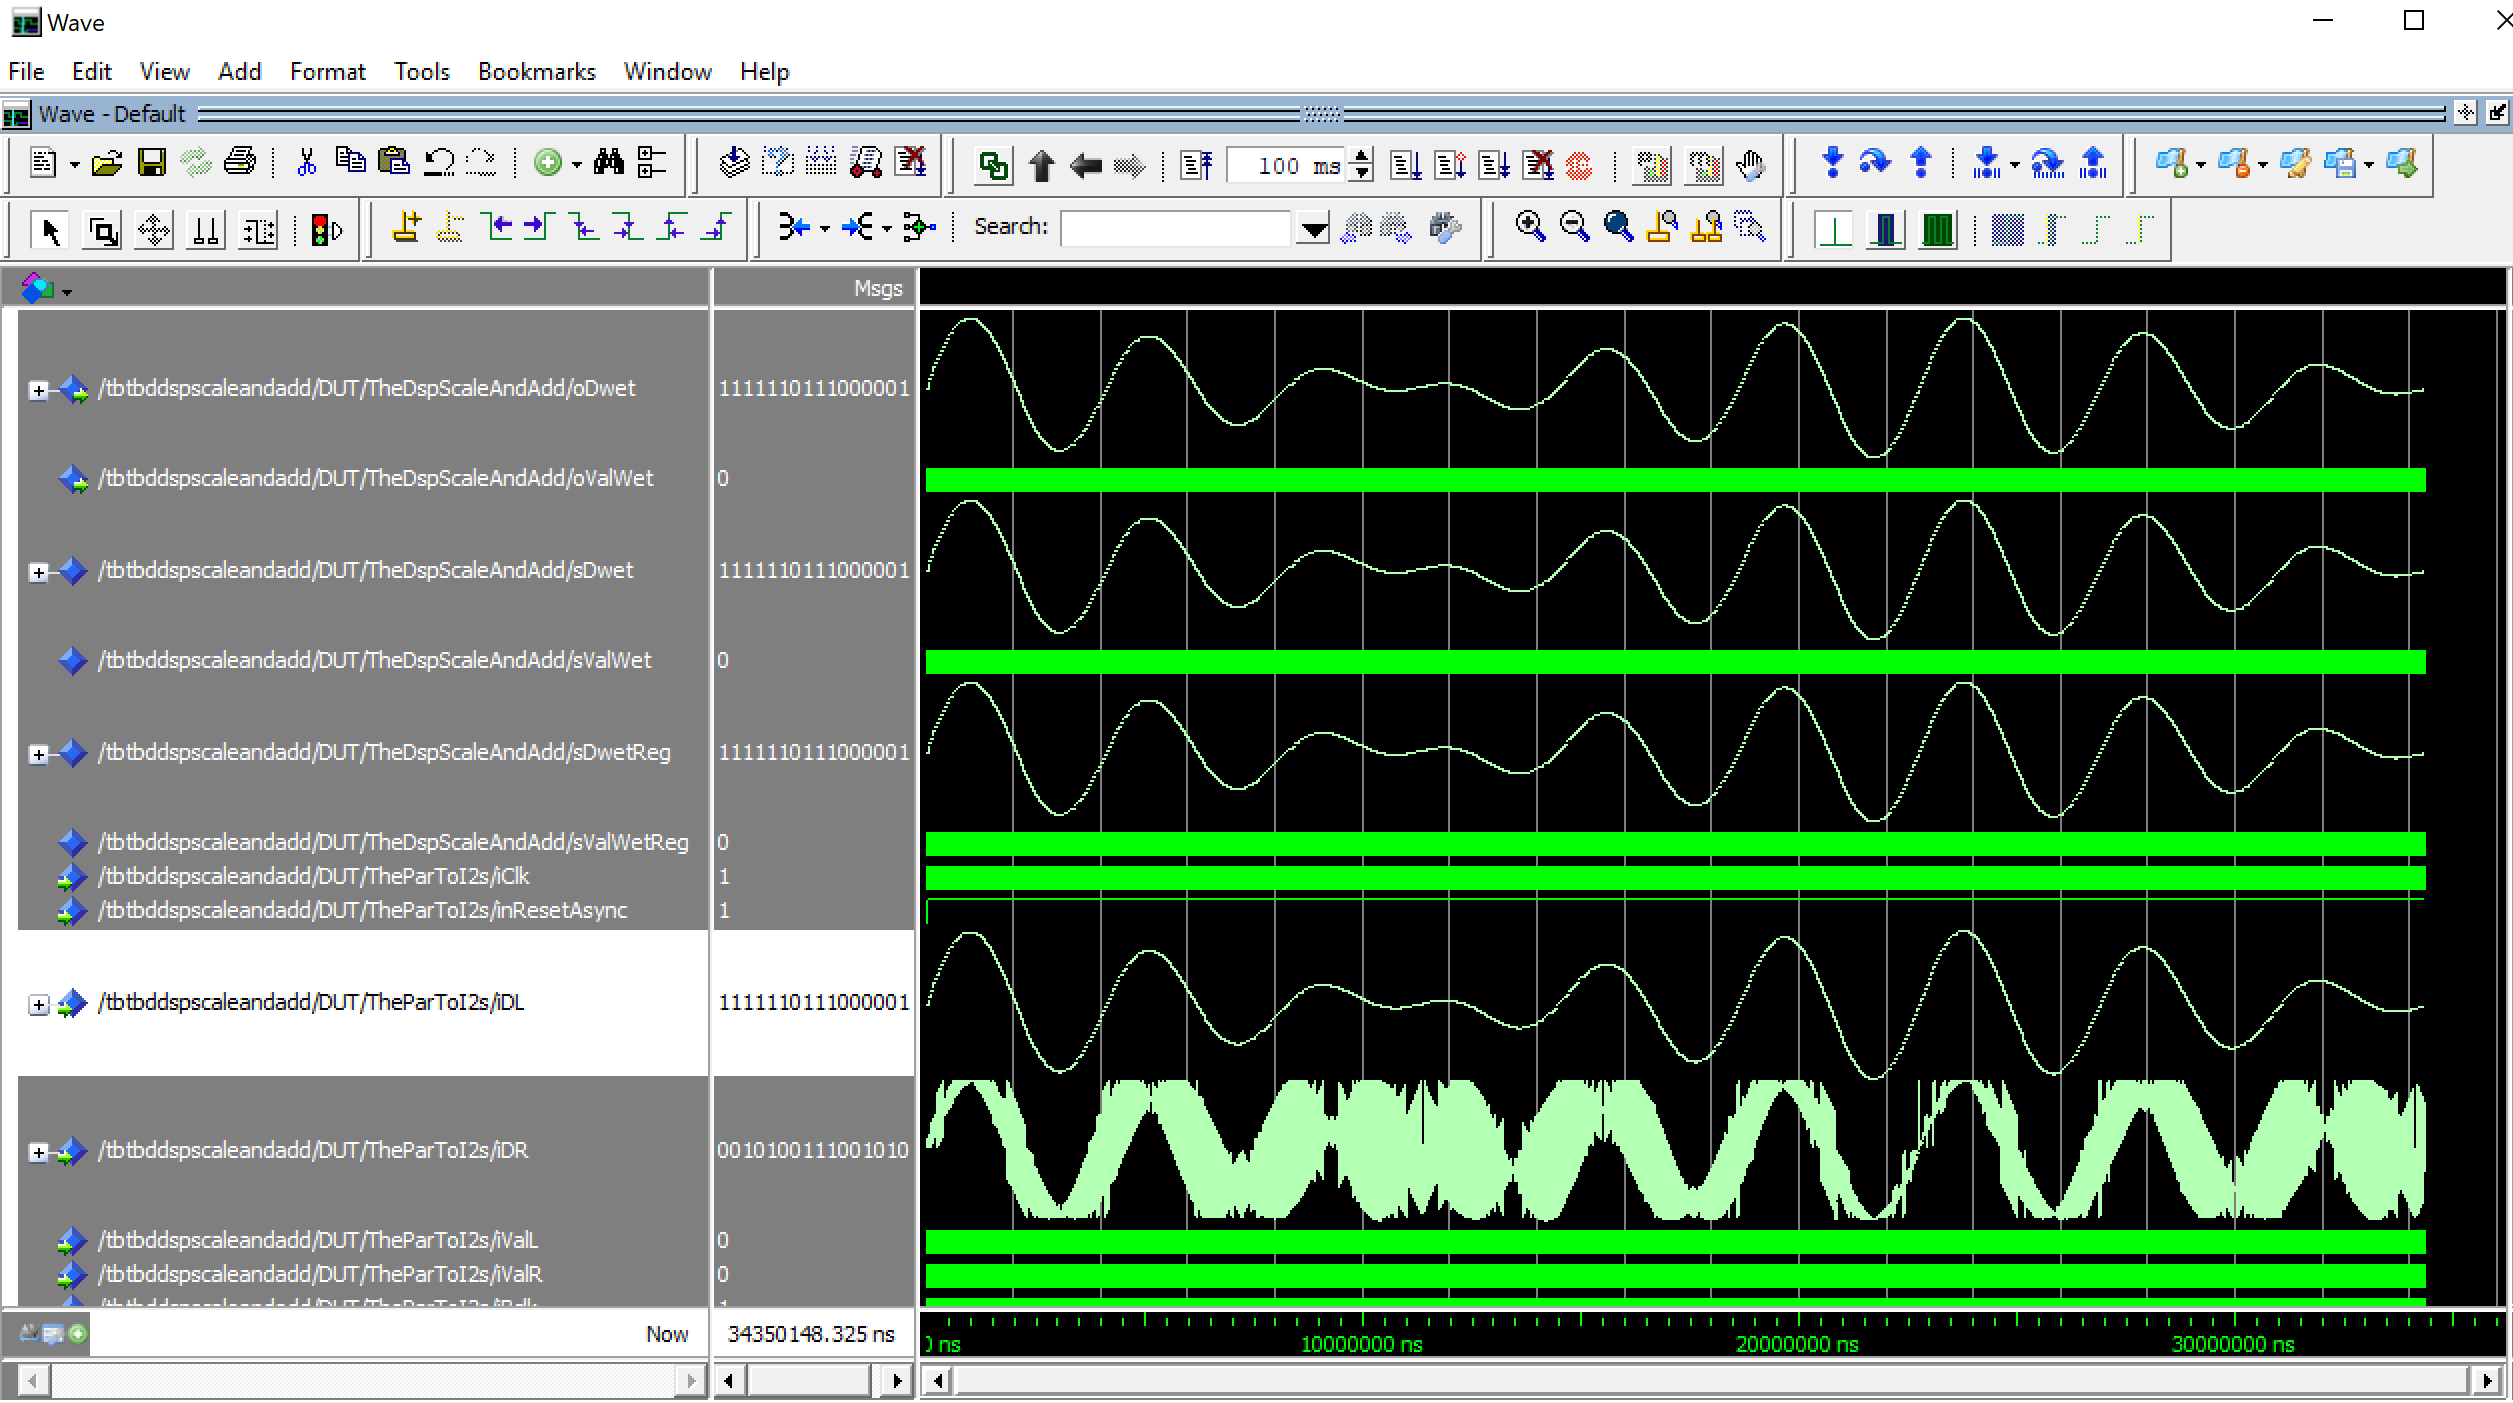 Wave
File Edit View Add Format Tools Bookmarks Window Help
Wave - Default
100 ms
Search:
Msgs
/tbtbddspscaleandadd/DUT/TheDspScaleAndAdd/oDwet 1111110111000001
/tbtbddspscaleandadd/DUT/TheDspScaleAndAdd/oValWet 0
/tbtbddspscaleandadd/DUT/TheDspScaleAndAdd/sDwet 1111110111000001
/tbtbddspscaleandadd/DUT/TheDspScaleAndAdd/sValWet 0
/tbtbddspscaleandadd/DUT/TheDspScaleAndAdd/sDwetReg 1111110111000001
/tbtbddspscaleandadd/DUT/TheDspScaleAndAdd/sValWetReg 0
/tbtbddspscaleandadd/DUT/TheParToI2s/iClk 1
/tbtbddspscaleandadd/DUT/TheParToI2s/inResetAsync 1
/tbtbddspscaleandadd/DUT/TheParToI2s/iDL 1111110111000001
/tbtbddspscaleandadd/DUT/TheParToI2s/iDR 0010100111001010
/tbtbddspscaleandadd/DUT/TheParToI2s/iValL 0
/tbtbddspscaleandadd/DUT/TheParToI2s/iValR 0
Now 34350148.325 ns
0 ns 10000000 ns 20000000 ns 30000000 ns